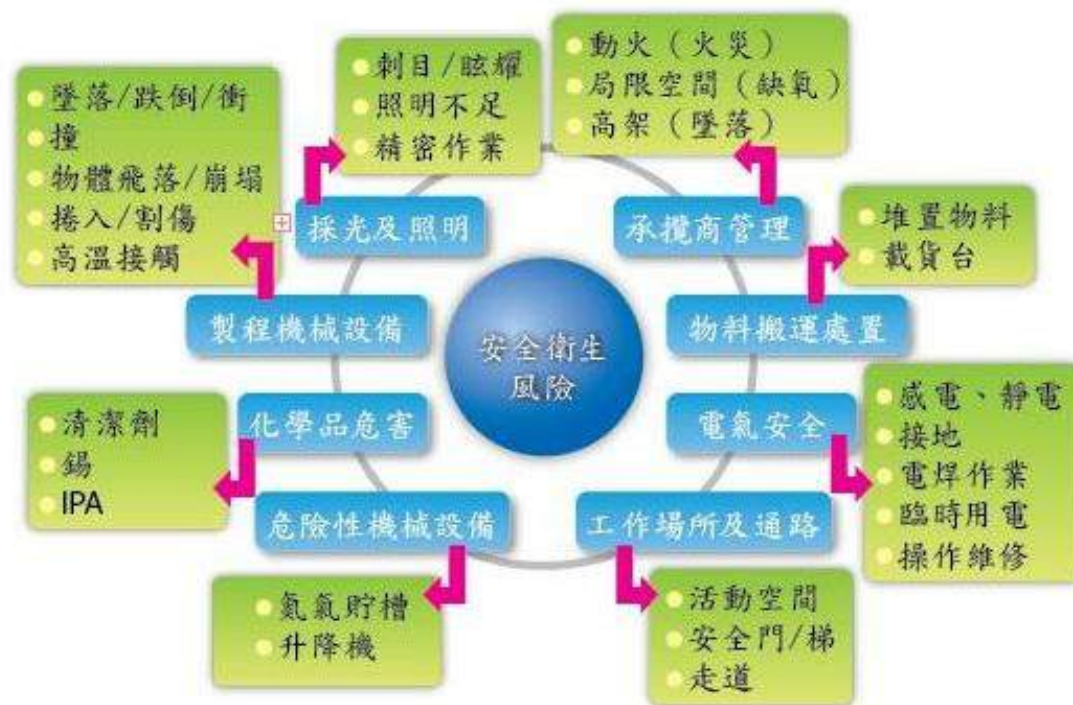 刺目/眩耀
照明不足
精密作業
動火（火災）
局限空間（缺氧）
高架（墜落）
墜落/跌倒/衝
撞
物體飛落/崩塌
捲入/割傷
高溫接觸
採光及照明
承攬商管理
堆置物料
載貨台
製程機械設備
物料搬運處置
安全衛生
風險
清潔劑
錫
IPA
化學品危害
電氣安全
感電、靜電
接地
電焊作業
臨時用電
操作維修
危險性機械設備
工作場所及通路
氮氣貯槽
升降機
活動空間
安全門/梯
走道